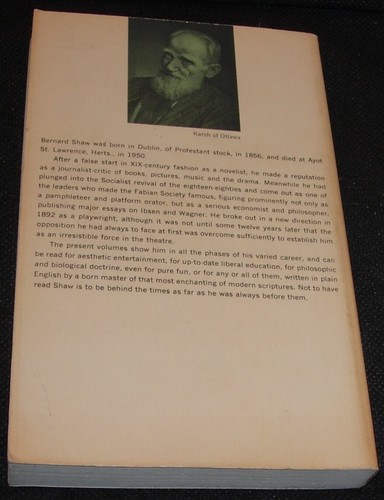 Karsh of Ottawa
Bernard Shaw was born in Dublin, of Protestant stock, in 1856, and died at Ayot
St. Lawrence, Herts., in 1950.
After a false start in XIX-century fashion as a novelist, he made a reputation
as a journalist-critic of books, pictures, music and the drama. Meanwhile he had
plunged into the Socialist revival of the eighteen-eighties and come out as one of
the leaders who made the Fabian Society famous, figuring prominently not only as
a pamphleteer and platform orator, but as a serious economist and philosopher,
publishing major essays on Ibsen and Wagner. He broke out in a new direction in
1892 as a playwright, although it was not until some twelve years later that the
opposition he had always to face at first was overcome sufficiently to establish him
as an irresistible force in the theatre.
The present volumes show him in all the phases of his varied career, and can
be read for aesthetic entertainment, for up-to-date liberal education, for philosophic
and biological doctrine, even for pure fun, or for any or all of them, written in plain
English by a born master of that most enchanting of modern scriptures. Not to have
read Shaw is to be behind the times as far as he was always before them.